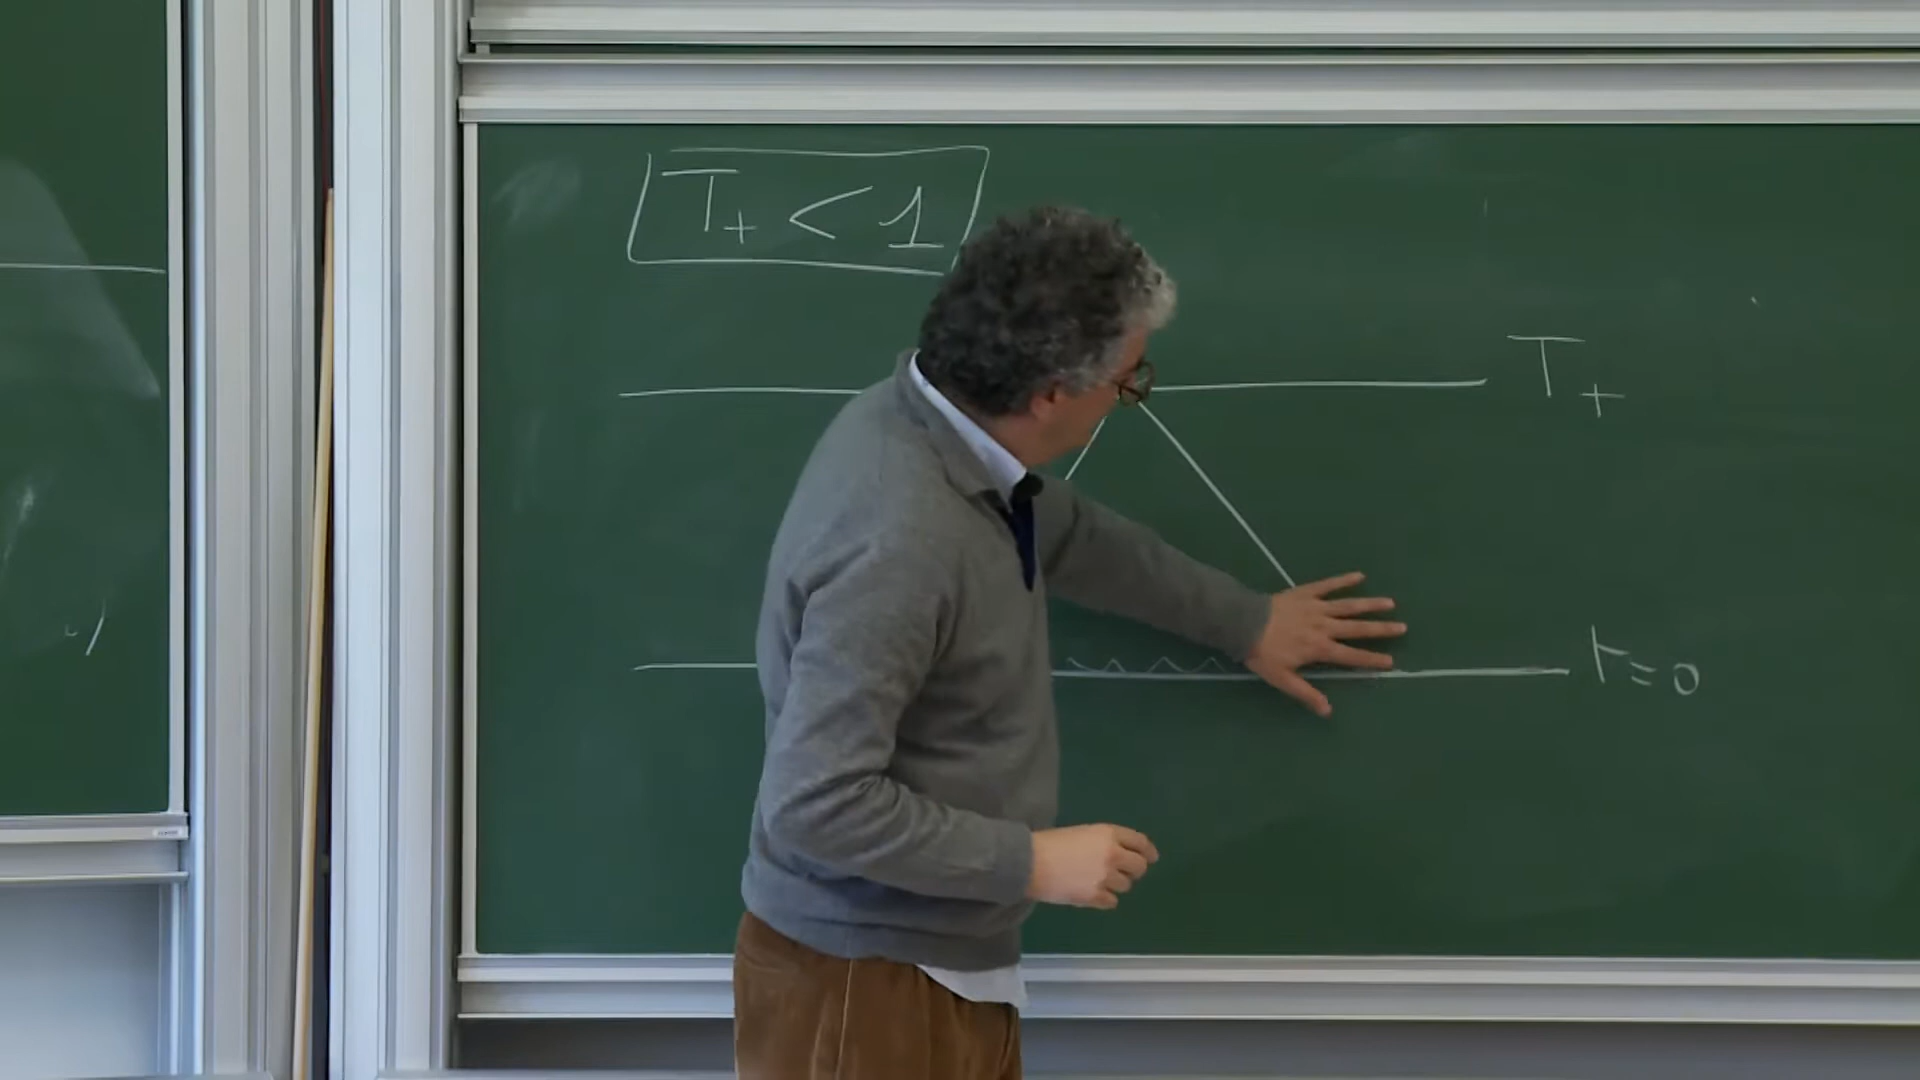 T₊ < 1
T₊
t=0